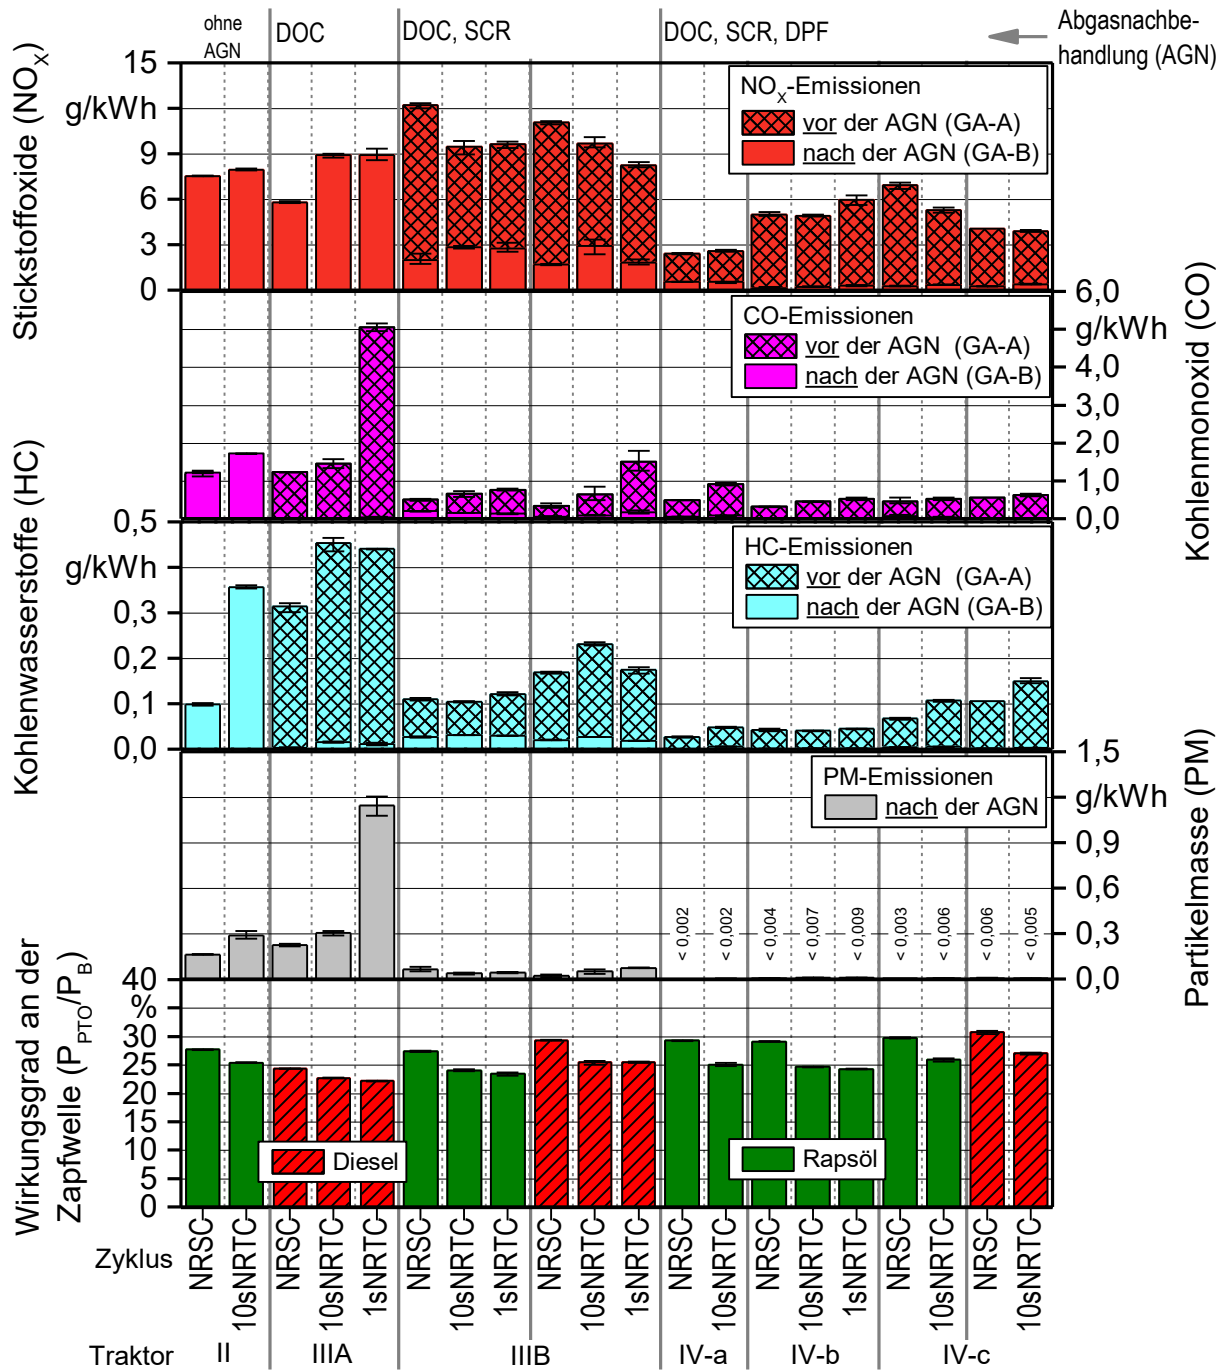 ohne
AGN
DOC
DOC, SCR
DOC, SCR, DPF
Abgasnachbe-
handlung (AGN)
Stickstoffoxide (NOX)
15
g/kWh
9
6
3
0
NOx-Emissionen
vor der AGN (GA-A)
nach der AGN (GA-B)
Kohlenmonoxid (CO)
6,0
g/kWh
4,0
3,0
2,0
1,0
0,0
CO-Emissionen
vor der AGN (GA-A)
nach der AGN (GA-B)
Kohlenwasserstoffe (HC)
0,5
g/kWh
0,3
0,2
0,1
0,0
HC-Emissionen
vor der AGN (GA-A)
nach der AGN (GA-B)
Partikelmasse (PM)
1,5
g/kWh
0,9
0,6
0,3
0,0
PM-Emissionen
nach der AGN
< 0,002
< 0,002
< 0,004
< 0,007
< 0,009
< 0,003
< 0,006
< 0,006
< 0,005
Wirkungsgrad an der
Zapfwelle (PPTO/PB)
40
%
30
25
20
15
10
5
0
Diesel
Rapsöl
Zyklus
NRSC
10sNRTC
NRSC
10sNRTC
1sNRTC
NRSC
10sNRTC
1sNRTC
NRSC
10sNRTC
1sNRTC
NRSC
10sNRTC
NRSC
10sNRTC
1sNRTC
NRSC
10sNRTC
NRSC
10sNRTC
Traktor
II
IIIA
IIIB
IV-a
IV-b
IV-c